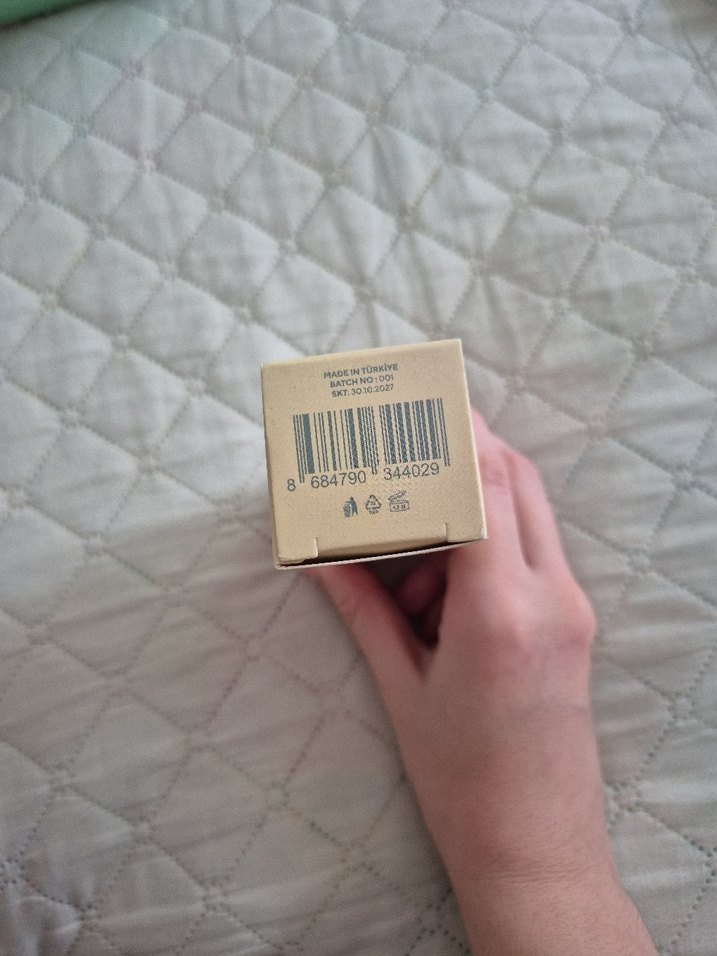 MADE IN TÜRKİYE
BATCH NO : 001
SKT: 30.10.2027
8 684790 344029